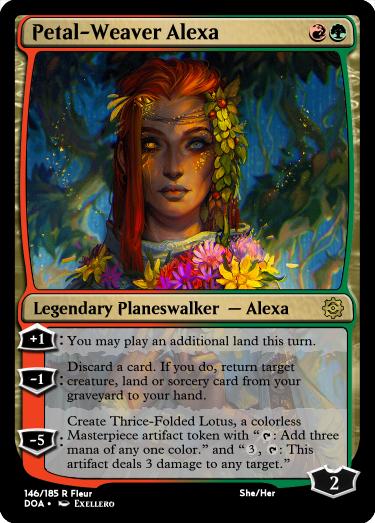 Petal-Weaver Alexa
Legendary Planeswalker — Alexa
+1: You may play an additional land this turn.
-1: Discard a card. If you do, return target
creature, land or sorcery card from your
graveyard to your hand.
-5: Create Thrice-Folded Lotus, a colorless
Masterpiece artifact token with “: Add three
mana of any one color.” and “3, : This
artifact deals 3 damage to any target.”
2
146/185 R Fleur
She/Her
DOA • Exellero